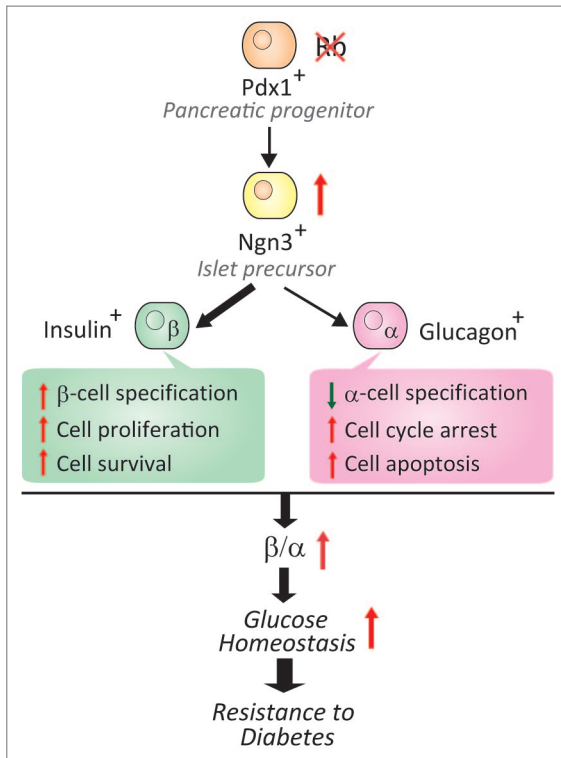 Rb
Pdx1+
Pancreatic progenitor
Ngn3+
Islet precursor
Insulin+ β α Glucagon+
β-cell specification
Cell proliferation
Cell survival
α-cell specification
Cell cycle arrest
Cell apoptosis
β/α
Glucose
Homeostasis
Resistance to
Diabetes